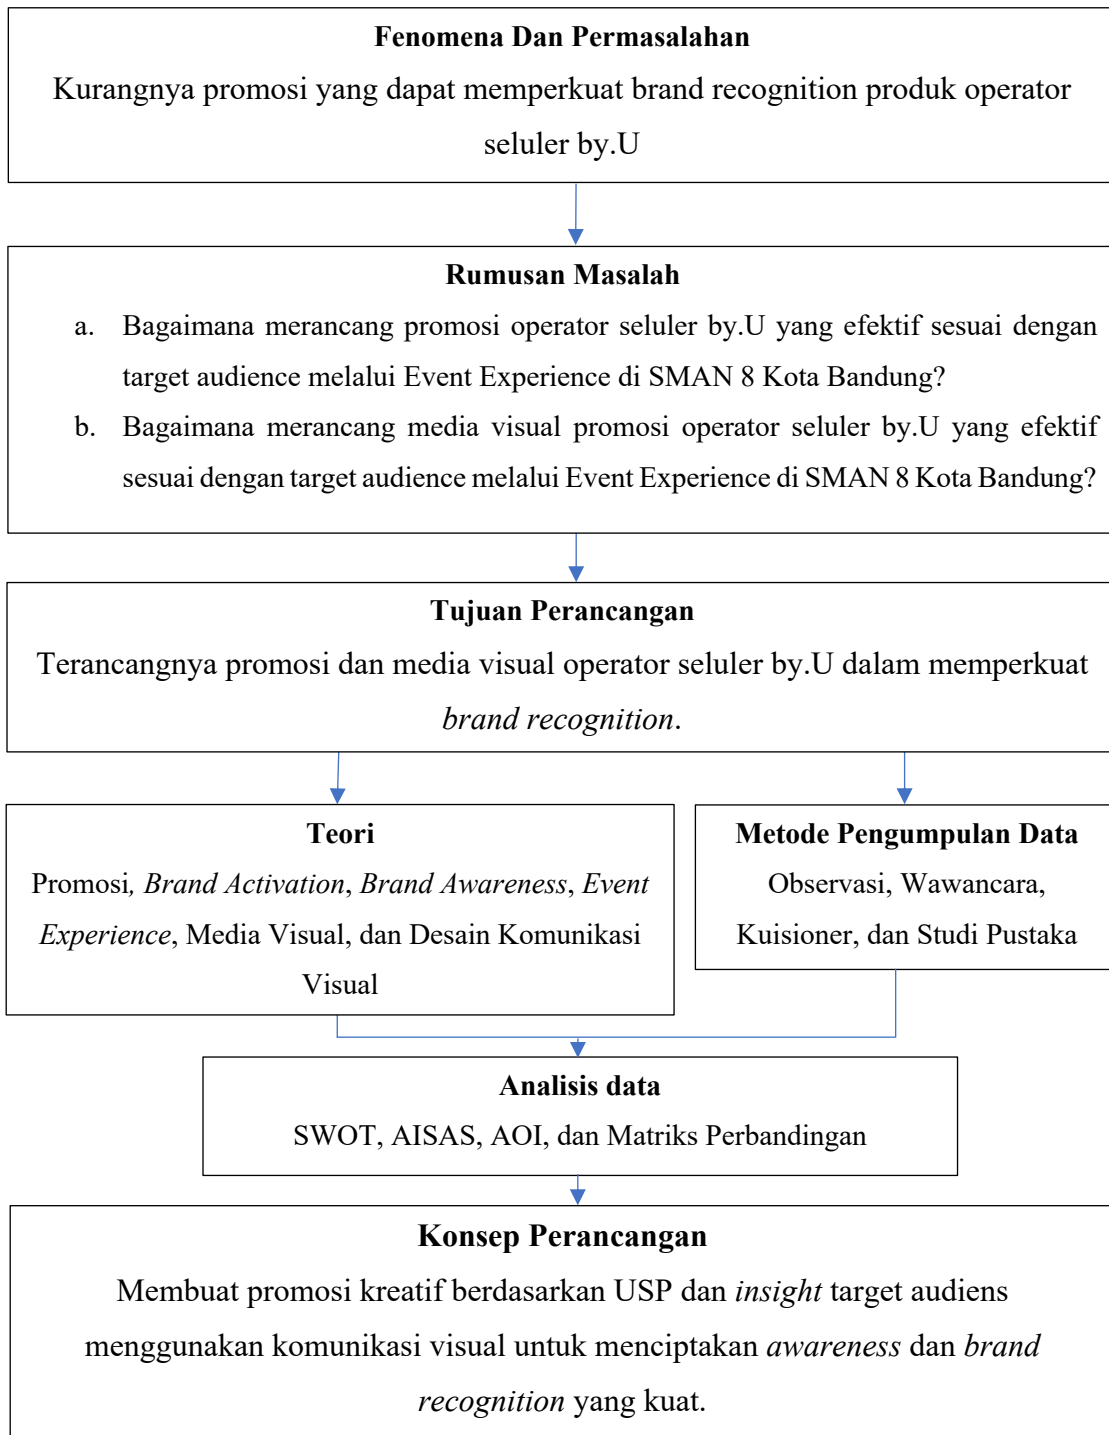 Fenomena Dan Permasalahan
Kurangnya promosi yang dapat memperkuat brand recognition produk operator
seluler by.U
Rumusan Masalah
a. Bagaimana merancang promosi operator seluler by.U yang efektif sesuai dengan
target audience melalui Event Experience di SMAN 8 Kota Bandung?
b. Bagaimana merancang media visual promosi operator seluler by.U yang efektif
sesuai dengan target audience melalui Event Experience di SMAN 8 Kota Bandung?
Tujuan Perancangan
Terancangnya promosi dan media visual operator seluler by.U dalam memperkuat
brand recognition.
Teori
Promosi, Brand Activation, Brand Awareness, Event
Experience, Media Visual, dan Desain Komunikasi
Visual
Metode Pengumpulan Data
Observasi, Wawancara,
Kuisioner, dan Studi Pustaka
Analisis data
SWOT, AISAS, AOI, dan Matriks Perbandingan
Konsep Perancangan
Membuat promosi kreatif berdasarkan USP dan insight target audiens
menggunakan komunikasi visual untuk menciptakan awareness dan brand
recognition yang kuat.